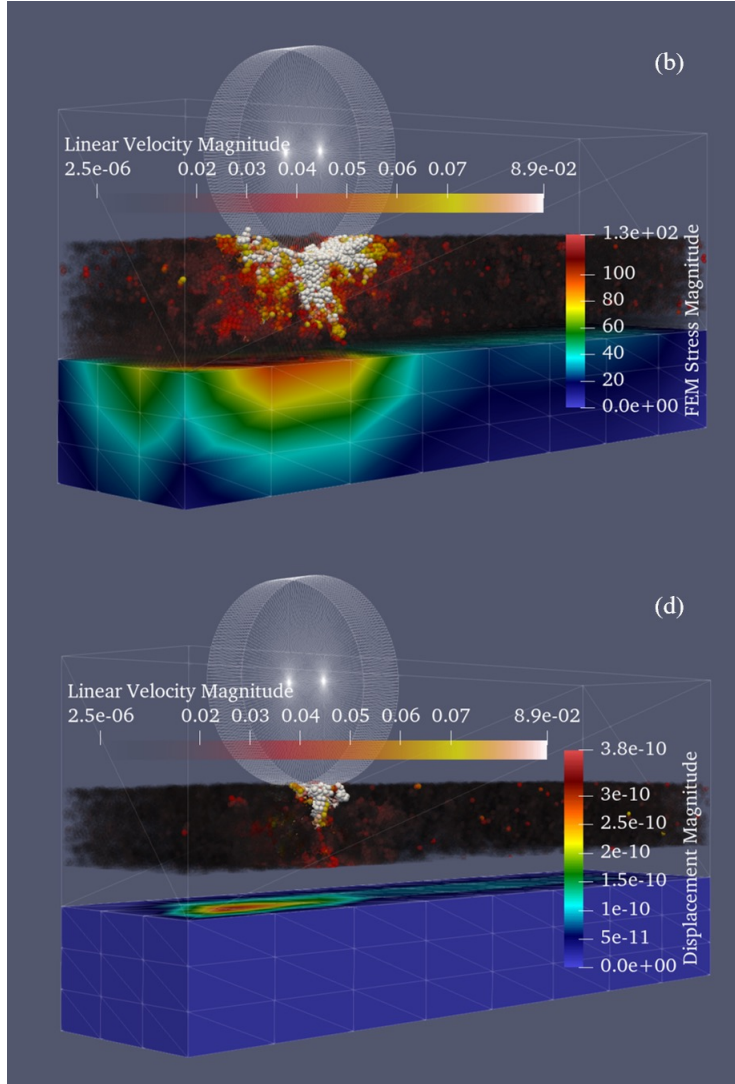 (b)
Linear Velocity Magnitude
2.5e-06 0.02 0.03 0.04 0.05 0.06 0.07 8.9e-02
1.3e+02
100
80
60
40
20
0.0e+00
FEM Stress Magnitude
(d)
Linear Velocity Magnitude
2.5e-06 0.02 0.03 0.04 0.05 0.06 0.07 8.9e-02
3.8e-10
3e-10
2.5e-10
2e-10
1.5e-10
1e-10
5e-11
0.0e+00
Displacement Magnitude